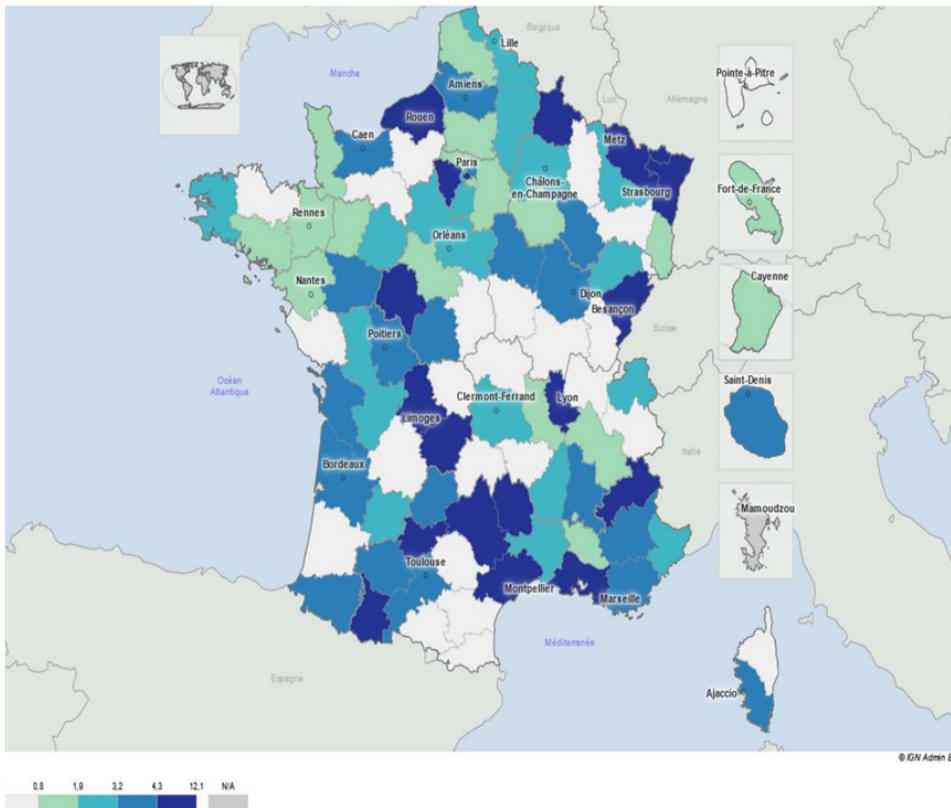 Belgique
Lille
Pointe-à-Pitre
Manche
Amiens
Lux.
Allemagne
Rouen
Caen
Metz
Paris
Châlons-
en-Champagne
Strasbourg
Fort-de-France
Rennes
Orléans
Cayenne
Nantes
Dijon
Besançon
Suisse
Poitiers
Océan
Atlantique
Saint-Denis
Clermont-Ferrand
Lyon
Limoges
Italie
Bordeaux
Mamoudzou
Toulouse
Montpellier
Marseille
Méditerranée
Espagne
Ajaccio
© IGN Admin E
0,8 1,9 3,2 4,3 12,1 N/A